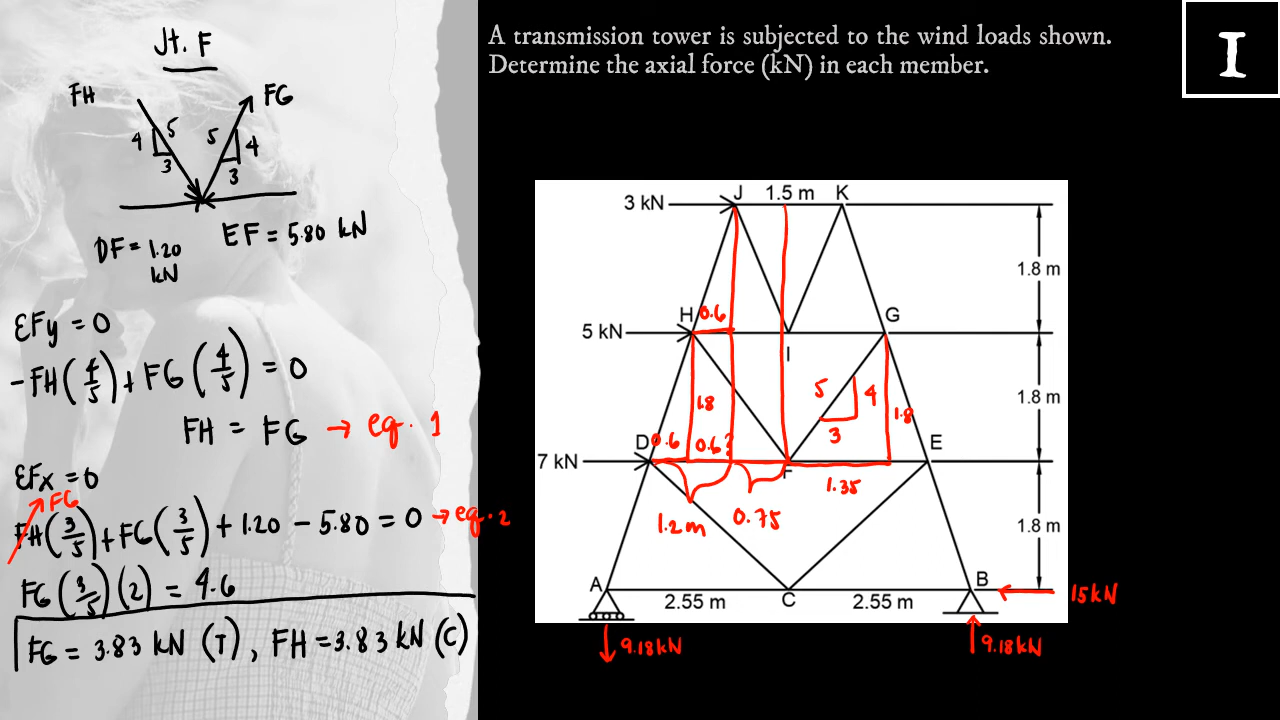 Jt. F
FH
FG
4 5
3
5 4
3
DF = 1.20
kN
EF = 5.80 kN
ΣFy = 0
-FH(4/5) + FG(4/5) = 0
FH = FG → eq. 1
ΣFx = 0
FG
FH(3/5) + FG(3/5) + 1.20 - 5.80 = 0 → eq. 2
FG(3/5)(2) = 4.6
FG = 3.83 kN (T), FH = 3.83 kN (C)
A transmission tower is subjected to the wind loads shown.
Determine the axial force (kN) in each member.
I
3 kN
J
1.5 m
K
1.8 m
H
0.6
G
5 kN
I
5 4
3
1.8
1.8
1.8 m
D
0.6
0.6?
E
7 kN
F
1.35
1.2m
0.75
1.8 m
A
B
2.55 m
C
2.55 m
15kN
9.18kN
9.18kN